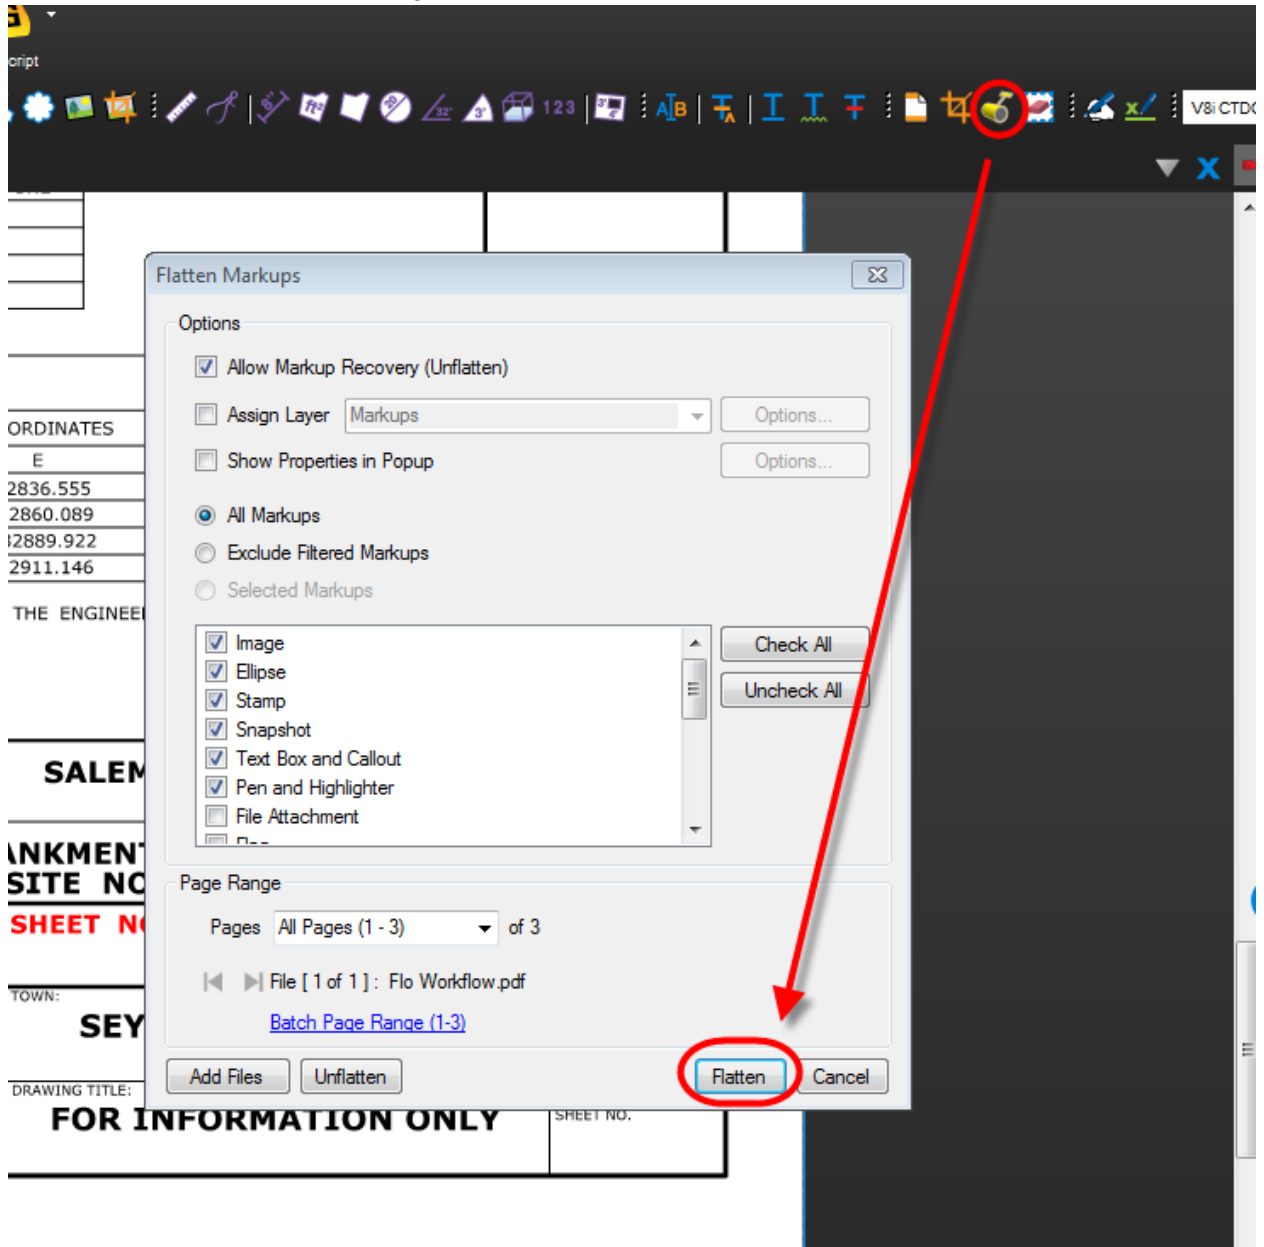 cript
123
V8i CTDO
ORDINATES
E
2836.555
2860.089
32889.922
2911.146
THE ENGINEE
SALEM
ANKMENT
SITE NO
SHEET NO
TOWN:
SEY
DRAWING TITLE:
FOR INFORMATION ONLY
SHEET NO.
Flatten Markups
Options
Allow Markup Recovery (Unflatten)
Assign Layer Markups Options...
Show Properties in Popup Options...
All Markups
Exclude Filtered Markups
Selected Markups
Image
Ellipse
Stamp
Snapshot
Text Box and Callout
Pen and Highlighter
File Attachment
Check All
Uncheck All
Page Range
Pages All Pages (1 - 3) of 3
File [ 1 of 1 ] : Flo Workflow.pdf
Batch Page Range (1-3)
Add Files Unflatten Flatten Cancel